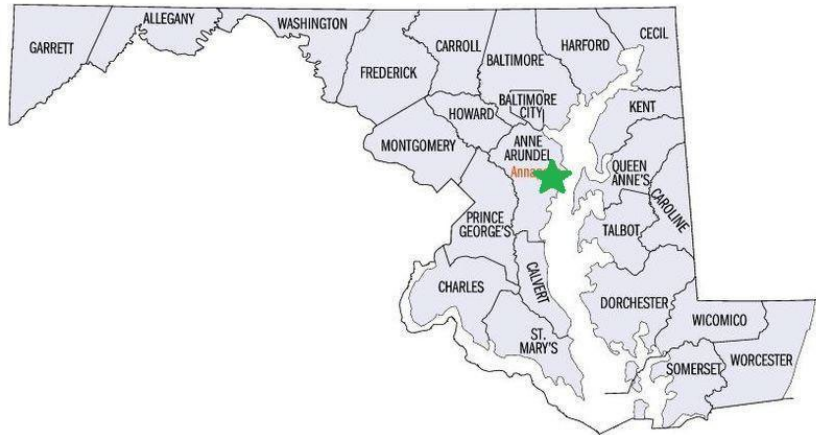 GARRETT
ALLEGANY
WASHINGTON
FREDERICK
CARROLL
BALTIMORE
HARFORD
CECIL
BALTIMORE
CITY
HOWARD
KENT
MONTGOMERY
ANNE
ARUNDEL
QUEEN
ANNE'S
CAROLINE
PRINCE
GEORGE'S
TALBOT
CALVERT
CHARLES
DORCHESTER
ST.
MARY'S
WICOMICO
SOMERSET
WORCESTER